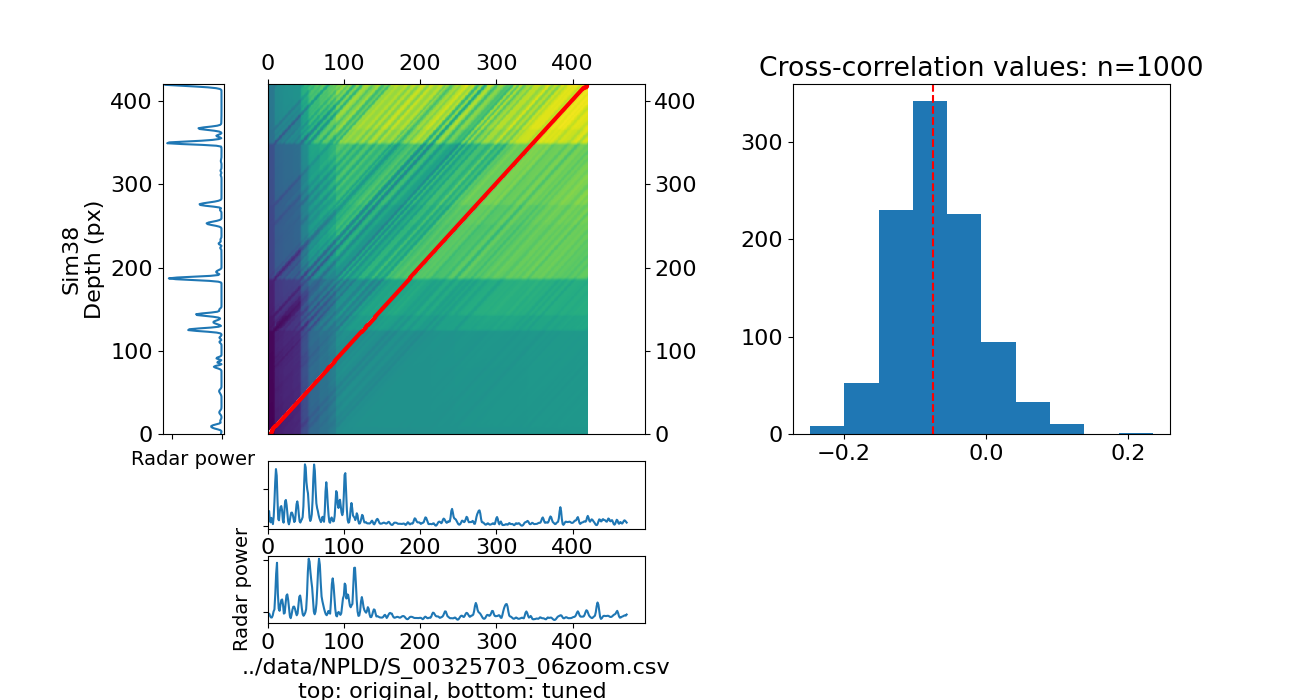 0 100 200 300 400
Cross-correlation values: n=1000
400 400
300 300
200 200
100 100
0 0
Sim38
Depth (px)
Radar power
300
200
100
0
−0.2 0.0 0.2
0 100 200 300 400
Radar power
0 100 200 300 400
../data/NPLD/S_00325703_06zoom.csv
top: original, bottom: tuned